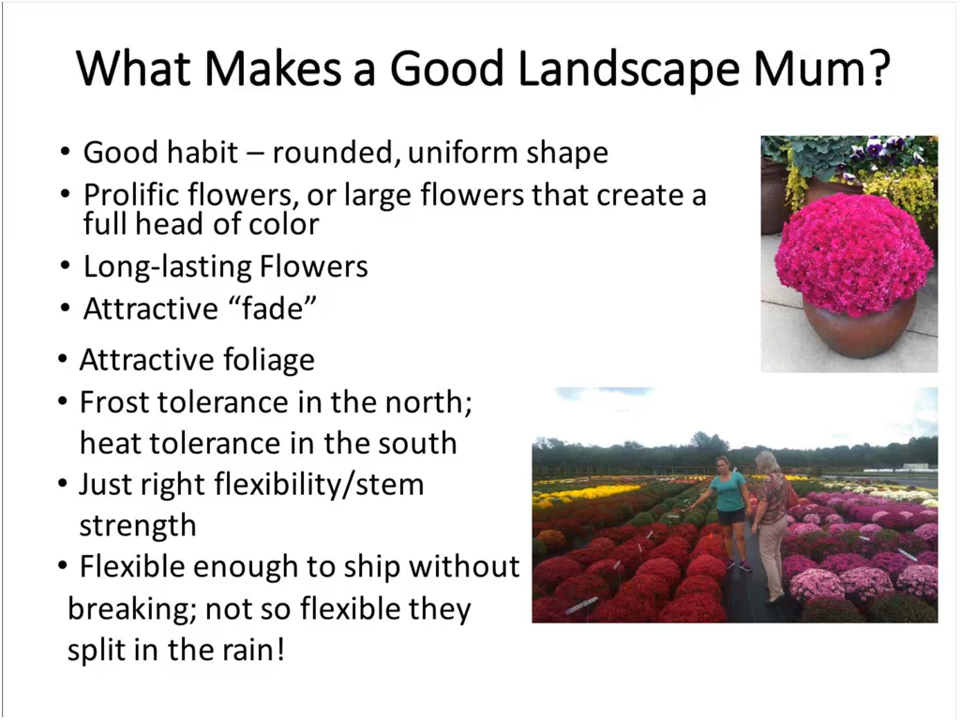 What Makes a Good Landscape Mum?
• Good habit – rounded, uniform shape
• Prolific flowers, or large flowers that create a
full head of color
• Long-lasting Flowers
• Attractive “fade”
• Attractive foliage
• Frost tolerance in the north;
heat tolerance in the south
• Just right flexibility/stem
strength
• Flexible enough to ship without
breaking; not so flexible they
split in the rain!